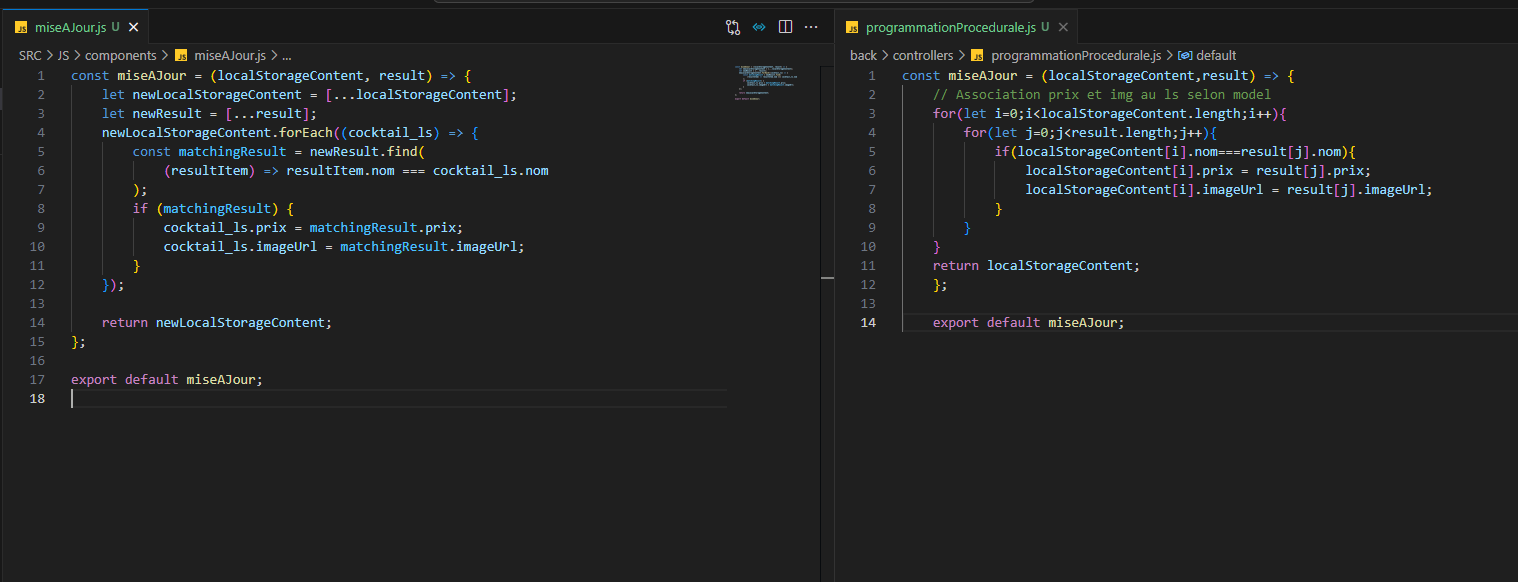 JS miseAJour.js U ×
SRC > JS > components > JS miseAJour.js > ...
1 const miseAJour = (localStorageContent, result) => {
2 let newLocalStorageContent = [...localStorageContent];
3 let newResult = [...result];
4 newLocalStorageContent.forEach((cocktail_ls) => {
5 const matchingResult = newResult.find(
6 (resultItem) => resultItem.nom === cocktail_ls.nom
7 );
8 if (matchingResult) {
9 cocktail_ls.prix = matchingResult.prix;
10 cocktail_ls.imageUrl = matchingResult.imageUrl;
11 }
12 });
13
14 return newLocalStorageContent;
15 };
16
17 export default miseAJour;
18
JS programmationProcedurale.js U ×
back > controllers > JS programmationProcedurale.js > default
1 const miseAJour = (localStorageContent,result) => {
2 // Association prix et img au ls selon model
3 for(let i=0;i<localStorageContent.length;i++){
4 for(let j=0;j<result.length;j++){
5 if(localStorageContent[i].nom===result[j].nom){
6 localStorageContent[i].prix = result[j].prix;
7 localStorageContent[i].imageUrl = result[j].imageUrl;
8 }
9 }
10 }
11 return localStorageContent;
12 };
13
14 export default miseAJour;